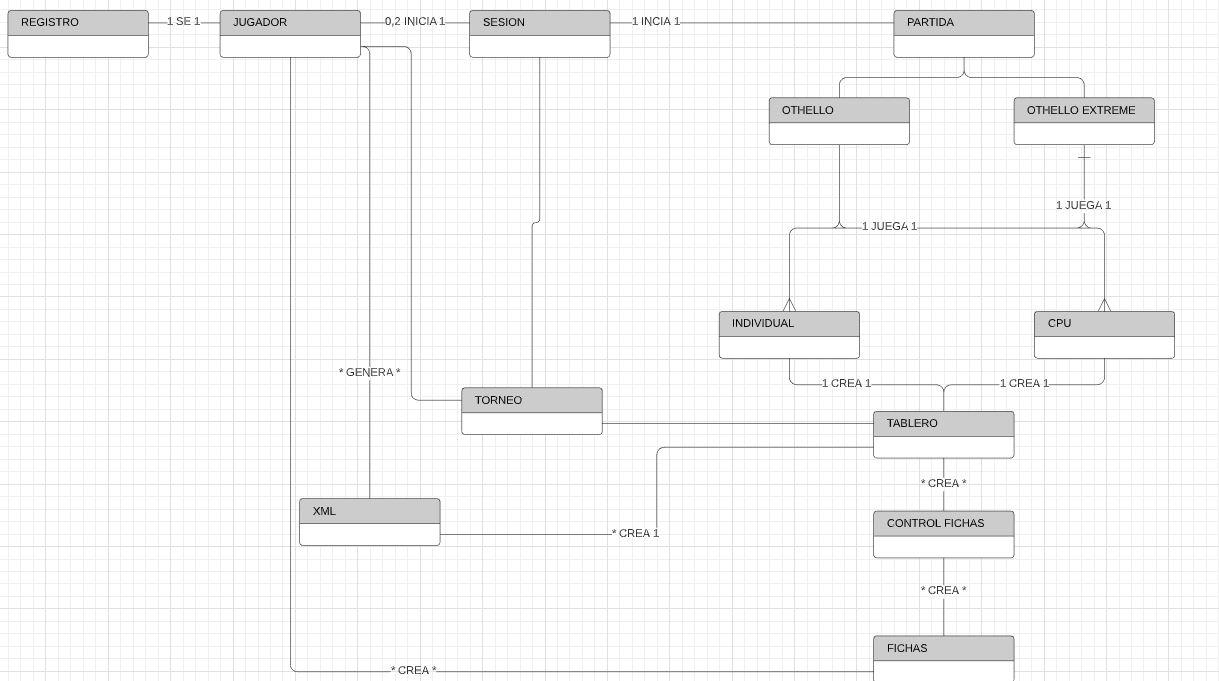 REGISTRO
1 SE 1
JUGADOR
0,2 INICIA 1
SESION
1 INCIA 1
PARTIDA
OTHELLO
OTHELLO EXTREME
1 JUEGA 1
1 JUEGA 1
INDIVIDUAL
CPU
* GENERA *
1 CREA 1
1 CREA 1
TORNEO
TABLERO
* CREA *
XML
* CREA 1
CONTROL FICHAS
* CREA *
FICHAS
* CREA *